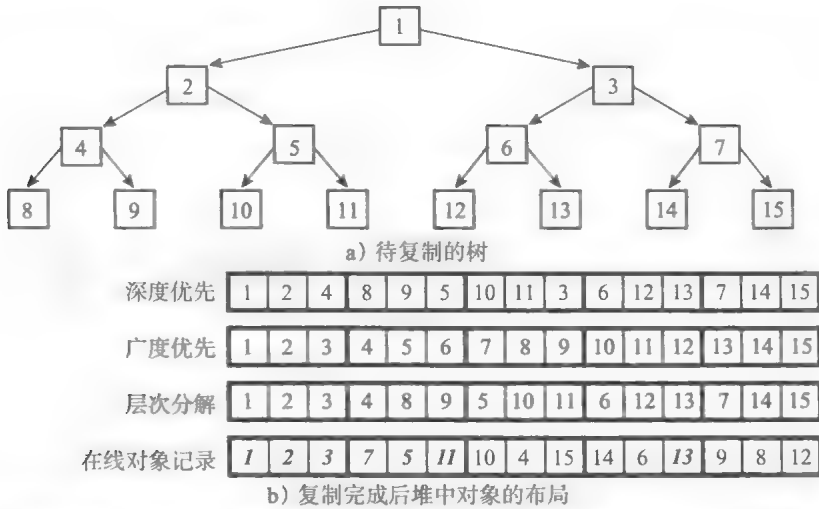 1
2 3
4 5 6 7
8 9 10 11 12 13 14 15
a）待复制的树
深度优先 1 2 4 8 9 5 10 11 3 6 12 13 7 14 15
广度优先 1 2 3 4 5 6 7 8 9 10 11 12 13 14 15
层次分解 1 2 3 4 8 9 5 10 11 6 12 13 7 14 15
在线对象记录 1 2 3 7 5 11 10 4 15 14 6 13 9 8 12
b）复制完成后堆中对象的布局